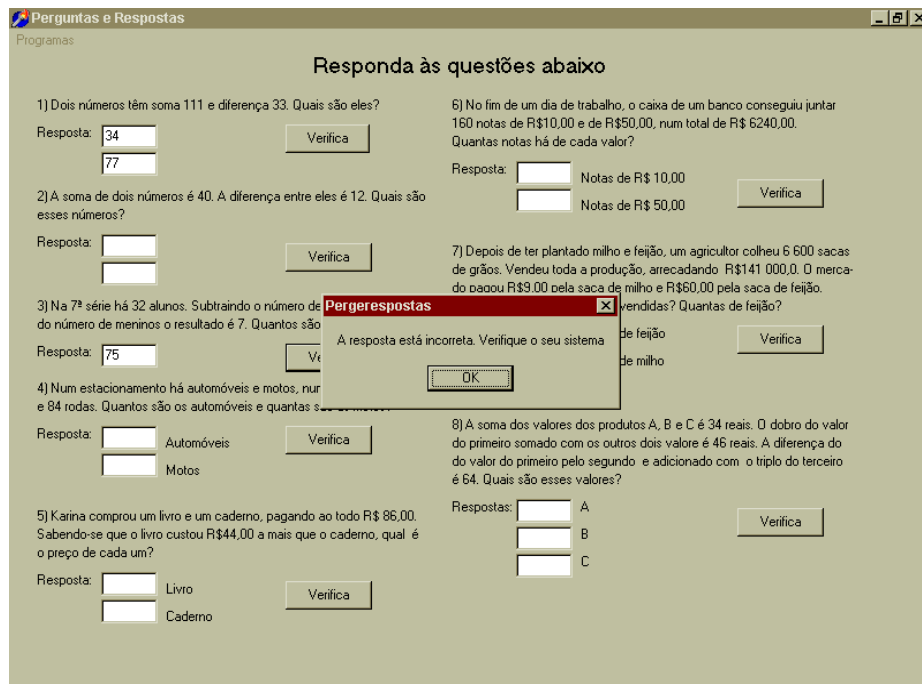 Perguntas e Respostas
Programas
Responda às questões abaixo
1) Dois números têm soma 111 e diferença 33. Quais são eles?
Resposta: 34
77
Verifica
2) A soma de dois números é 40. A diferença entre eles é 12. Quais são
esses números?
Resposta:
Verifica
3) Na 7ª série há 32 alunos. Subtraindo o número de
do número de meninos o resultado é 7. Quantos são
Resposta: 75
4) Num estacionamento há automóveis e motos,
e 84 rodas. Quantos são os automóveis e quantas
Resposta:
Automóveis
Motos
Verifica
5) Karina comprou um livro e um caderno, pagando ao todo R$ 86,00.
Sabendo-se que o livro custou R$44,00 a mais que o caderno, qual é
o preço de cada um?
Resposta:
Livro
Caderno
Verifica
6) No fim de um dia de trabalho, o caixa de um banco conseguiu juntar
160 notas de R$10,00 e de R$50,00, num total de R$ 6240,00.
Quantas notas há de cada valor?
Resposta:
Notas de R$ 10,00
Notas de R$ 50,00
Verifica
7) Depois de ter plantado milho e feijão, um agricultor colheu 6 600 sacas
de grãos. Vendeu toda a produção, arrecadando R$141 000,0. O merca-
do pagou R$9,00 pela saca de milho e R$60,00 pela saca de feijão.
vendidas? Quantas de feijão?
de feijão
de milho
Verifica
8) A soma dos valores dos produtos A, B e C é 34 reais. O dobro do valor
do primeiro somado com os outros dois valore é 46 reais. A diferença do
do valor do primeiro pelo segundo e adicionado com o triplo do terceiro
é 64. Quais são esses valores?
Respostas:
A
B
C
Verifica
Pergerespostas
A resposta está incorreta. Verifique o seu sistema
OK